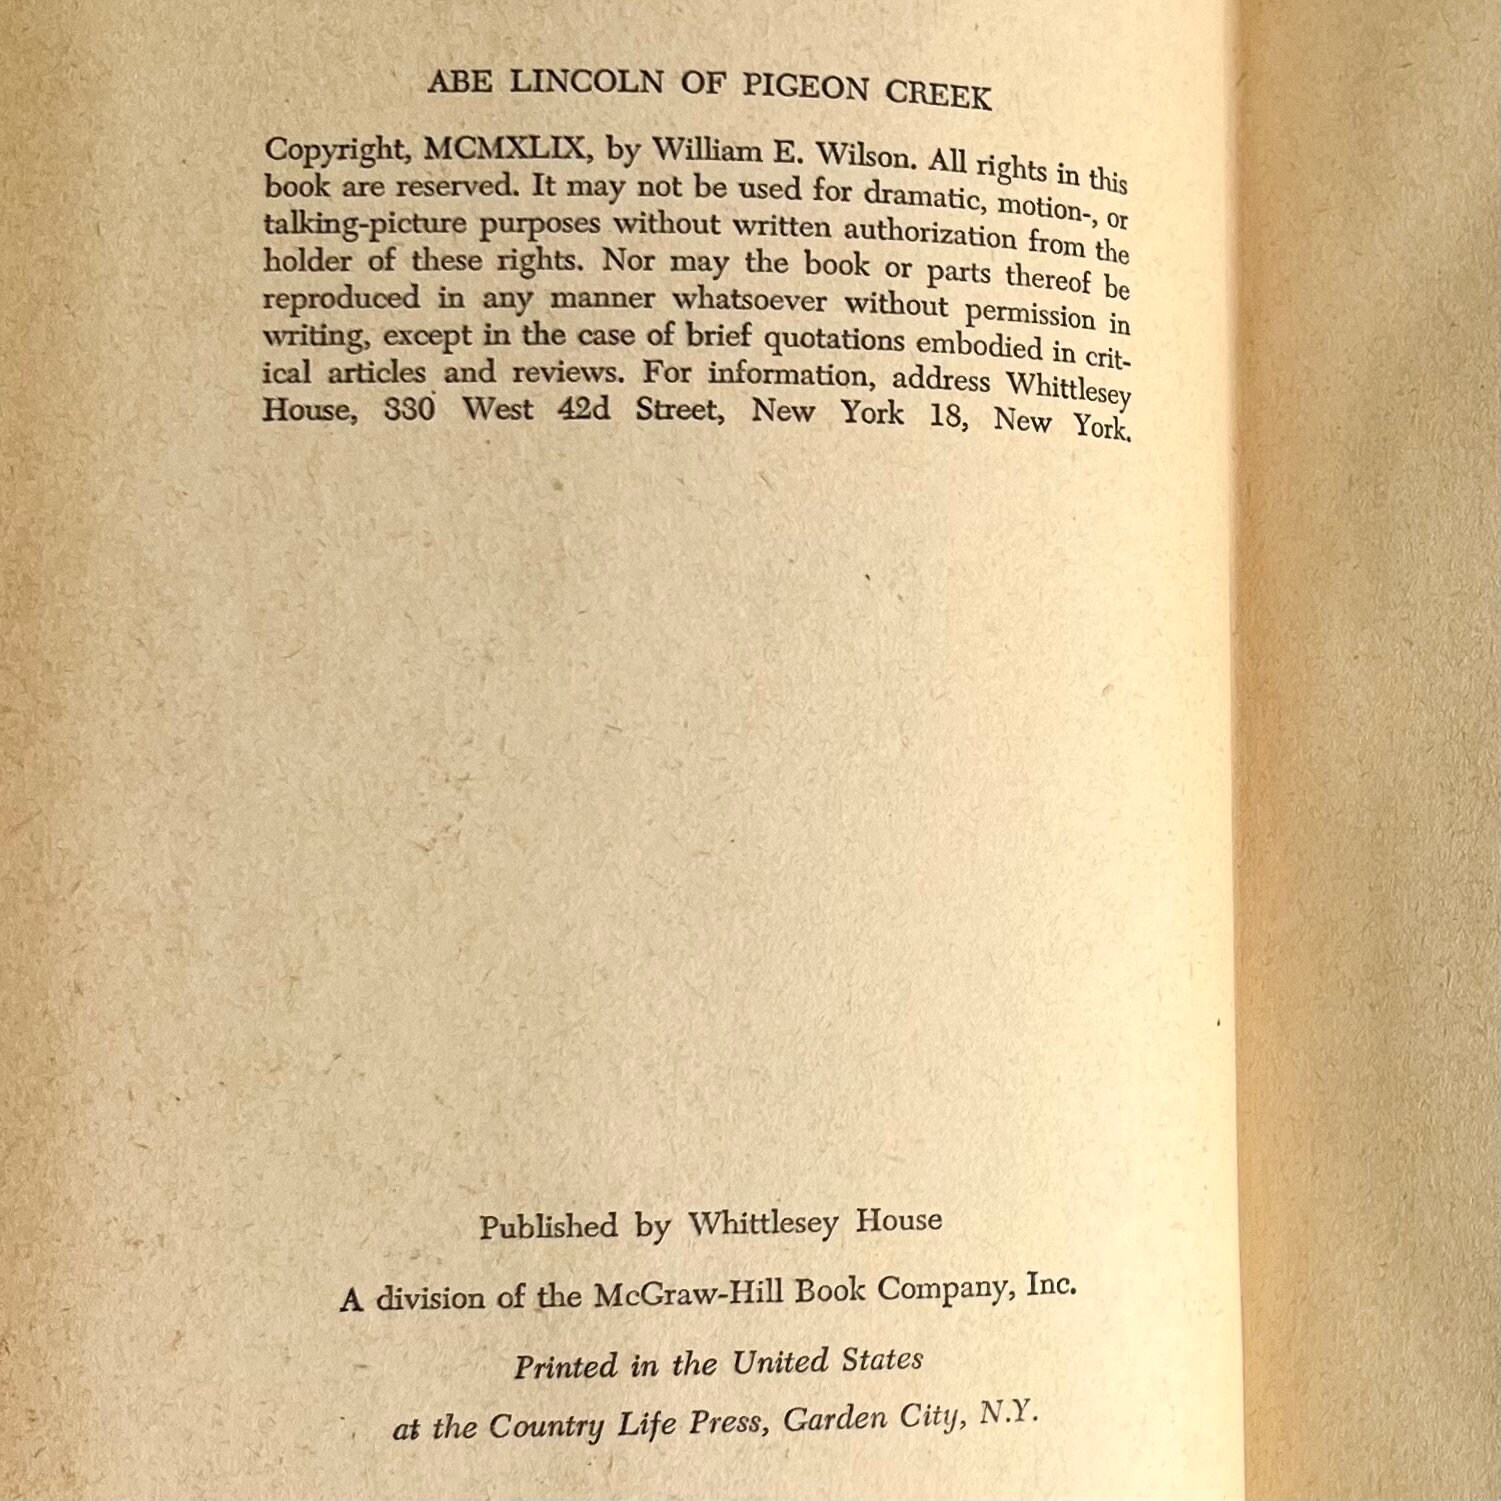 ABE LINCOLN OF PIGEON CREEK
Copyright, MCMXLIX, by William E. Wilson. All rights in this
book are reserved. It may not be used for dramatic, motion-, or
talking-picture purposes without written authorization from the
holder of these rights. Nor may the book or parts thereof be
reproduced in any manner whatsoever without permission in
writing, except in the case of brief quotations embodied in crit-
ical articles and reviews. For information, address Whittlesey
House, 330 West 42d Street, New York 18, New York.
Published by Whittlesey House
A division of the McGraw-Hill Book Company, Inc.
Printed in the United States
at the Country Life Press, Garden City, N.Y.